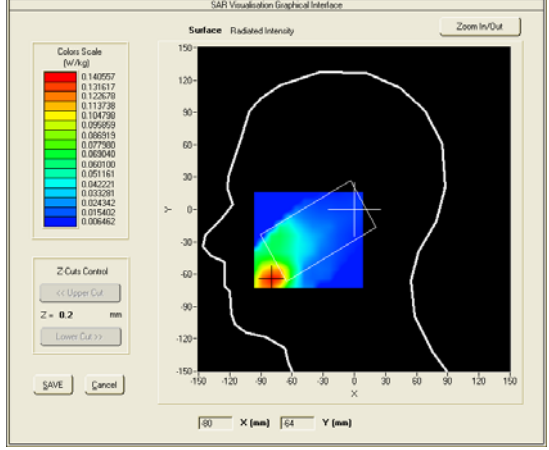 SAR Visualisation Graphical Interface
Surface Radiated Intensity
Zoom In/Out
Colors Scale
(W/kg)
0.140557
0.131617
0.122678
0.113738
0.104798
0.095859
0.086919
0.077980
0.069040
0.060100
0.051161
0.042221
0.033281
0.024342
0.015402
0.006462
150
120
90
60
30
0
-30
-60
-90
-120
-150
Y
-150 -120 -90 -60 -30 0 30 60 90 120 150
X
Z-Cuts Control
<< Upper Cut
Z = 0.2 mm
Lower Cut >>
SAVE Cancel
-80 X (mm) -64 Y (mm)